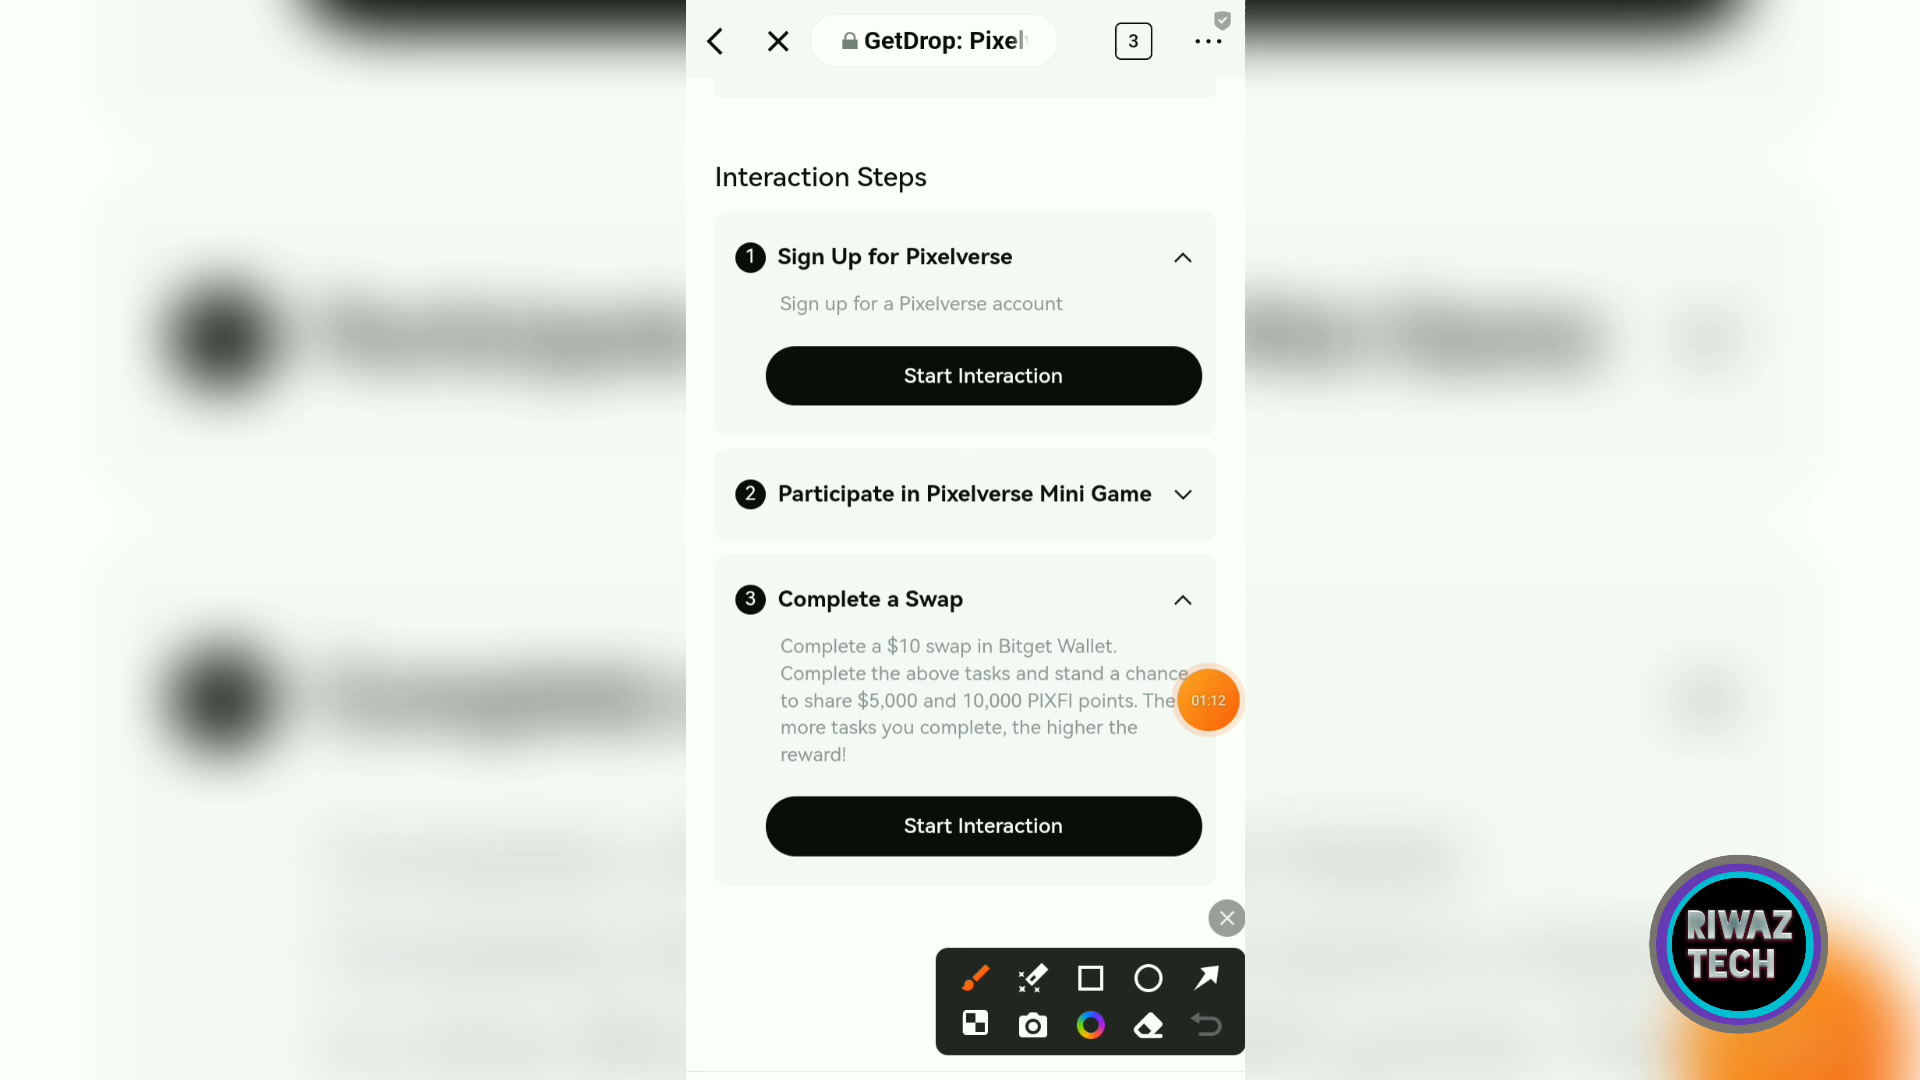 GetDrop: Pixel
3
Interaction Steps
1 Sign Up for Pixelverse
Sign up for a Pixelverse account
Start Interaction
2 Participate in Pixelverse Mini Game
3 Complete a Swap
Complete a $10 swap in Bitget Wallet.
Complete the above tasks and stand a chance
to share $5,000 and 10,000 PIXFI points. The
more tasks you complete, the higher the
reward!
01:12
Start Interaction
RIWAZ
TECH